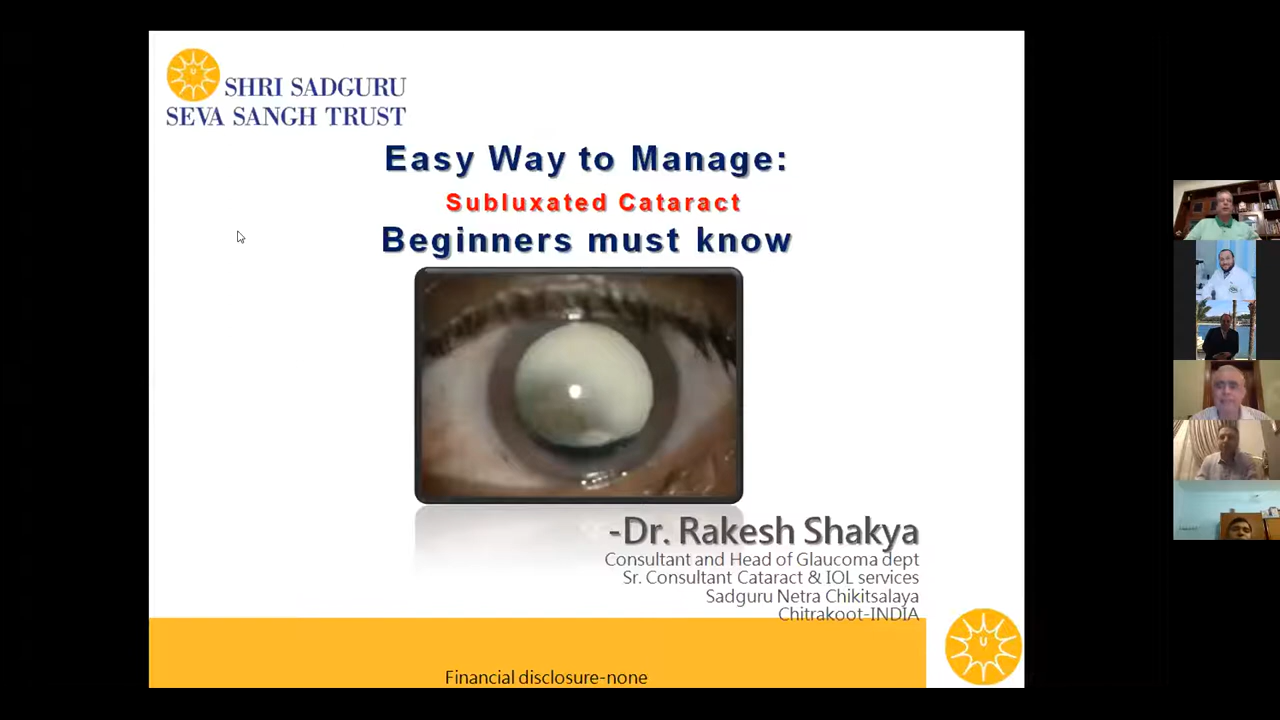 SHRI SADGURU
SEVA SANGH TRUST
Easy Way to Manage:
Subluxated Cataract
Beginners must know
-Dr. Rakesh Shakya
Consultant and Head of Glaucoma dept
Sr. Consultant Cataract & IOL services
Sadguru Netra Chikitsalaya
Chitrakoot-INDIA
Financial disclosure-none